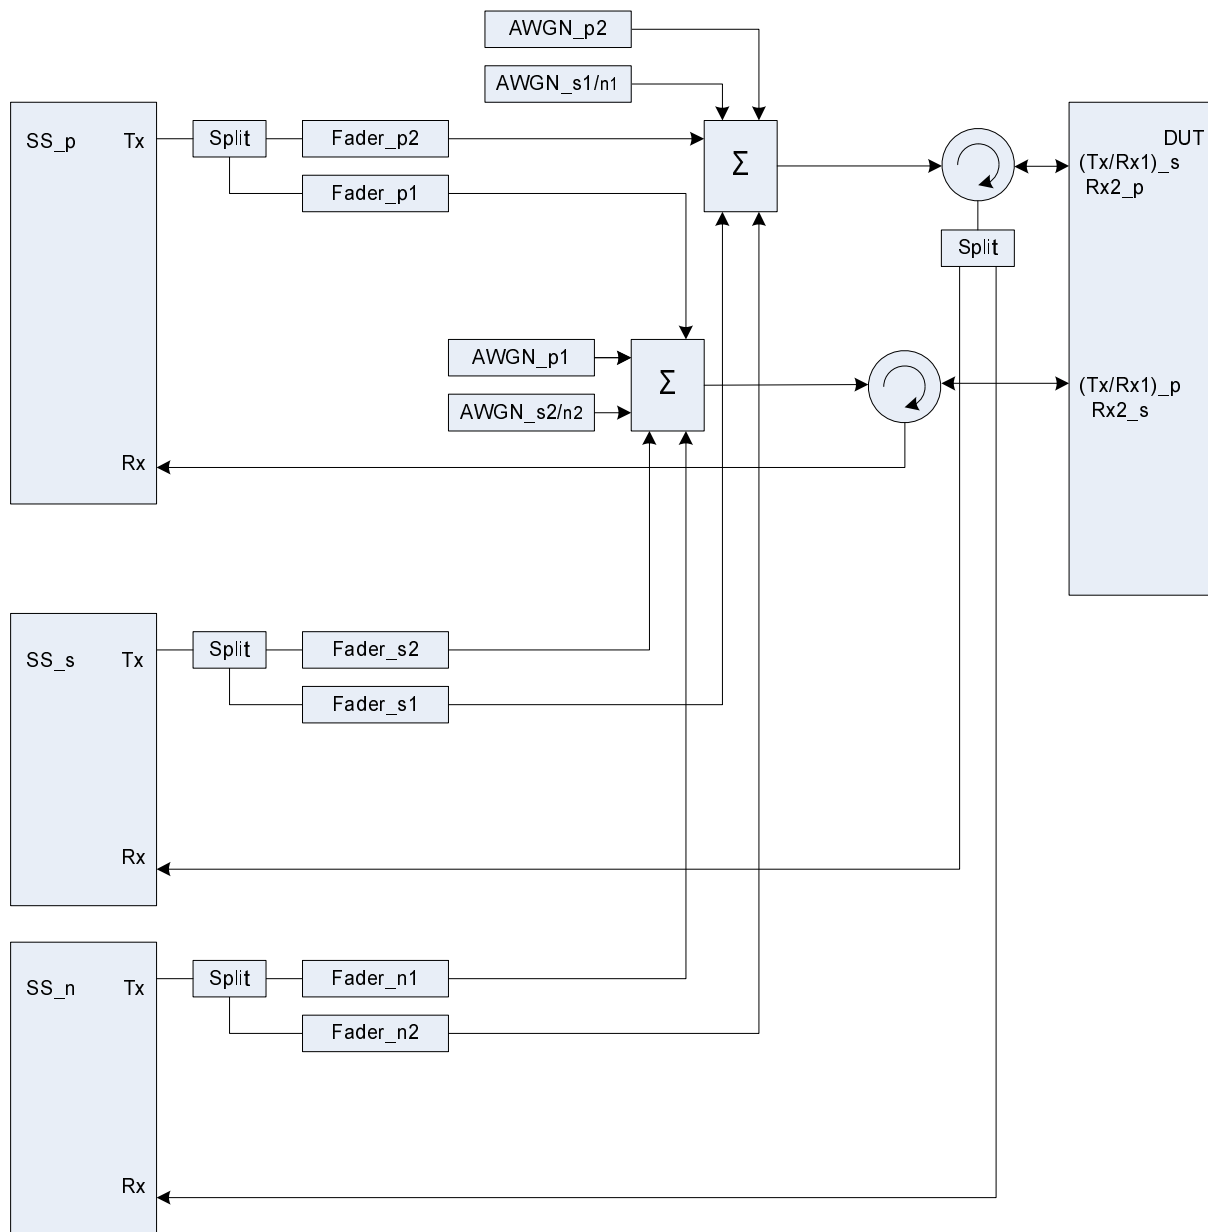 AWGN_p2
AWGN_s1/n1
SS_p
Tx
Split
Fader_p2
Σ
DUT
(Tx/Rx1)_s
Rx2_p
Fader_p1
Split
AWGN_p1
Σ
AWGN_s2/n2
(Tx/Rx1)_p
Rx2_s
Rx
SS_s
Tx
Split
Fader_s2
Fader_s1
Rx
SS_n
Tx
Split
Fader_n1
Fader_n2
Rx